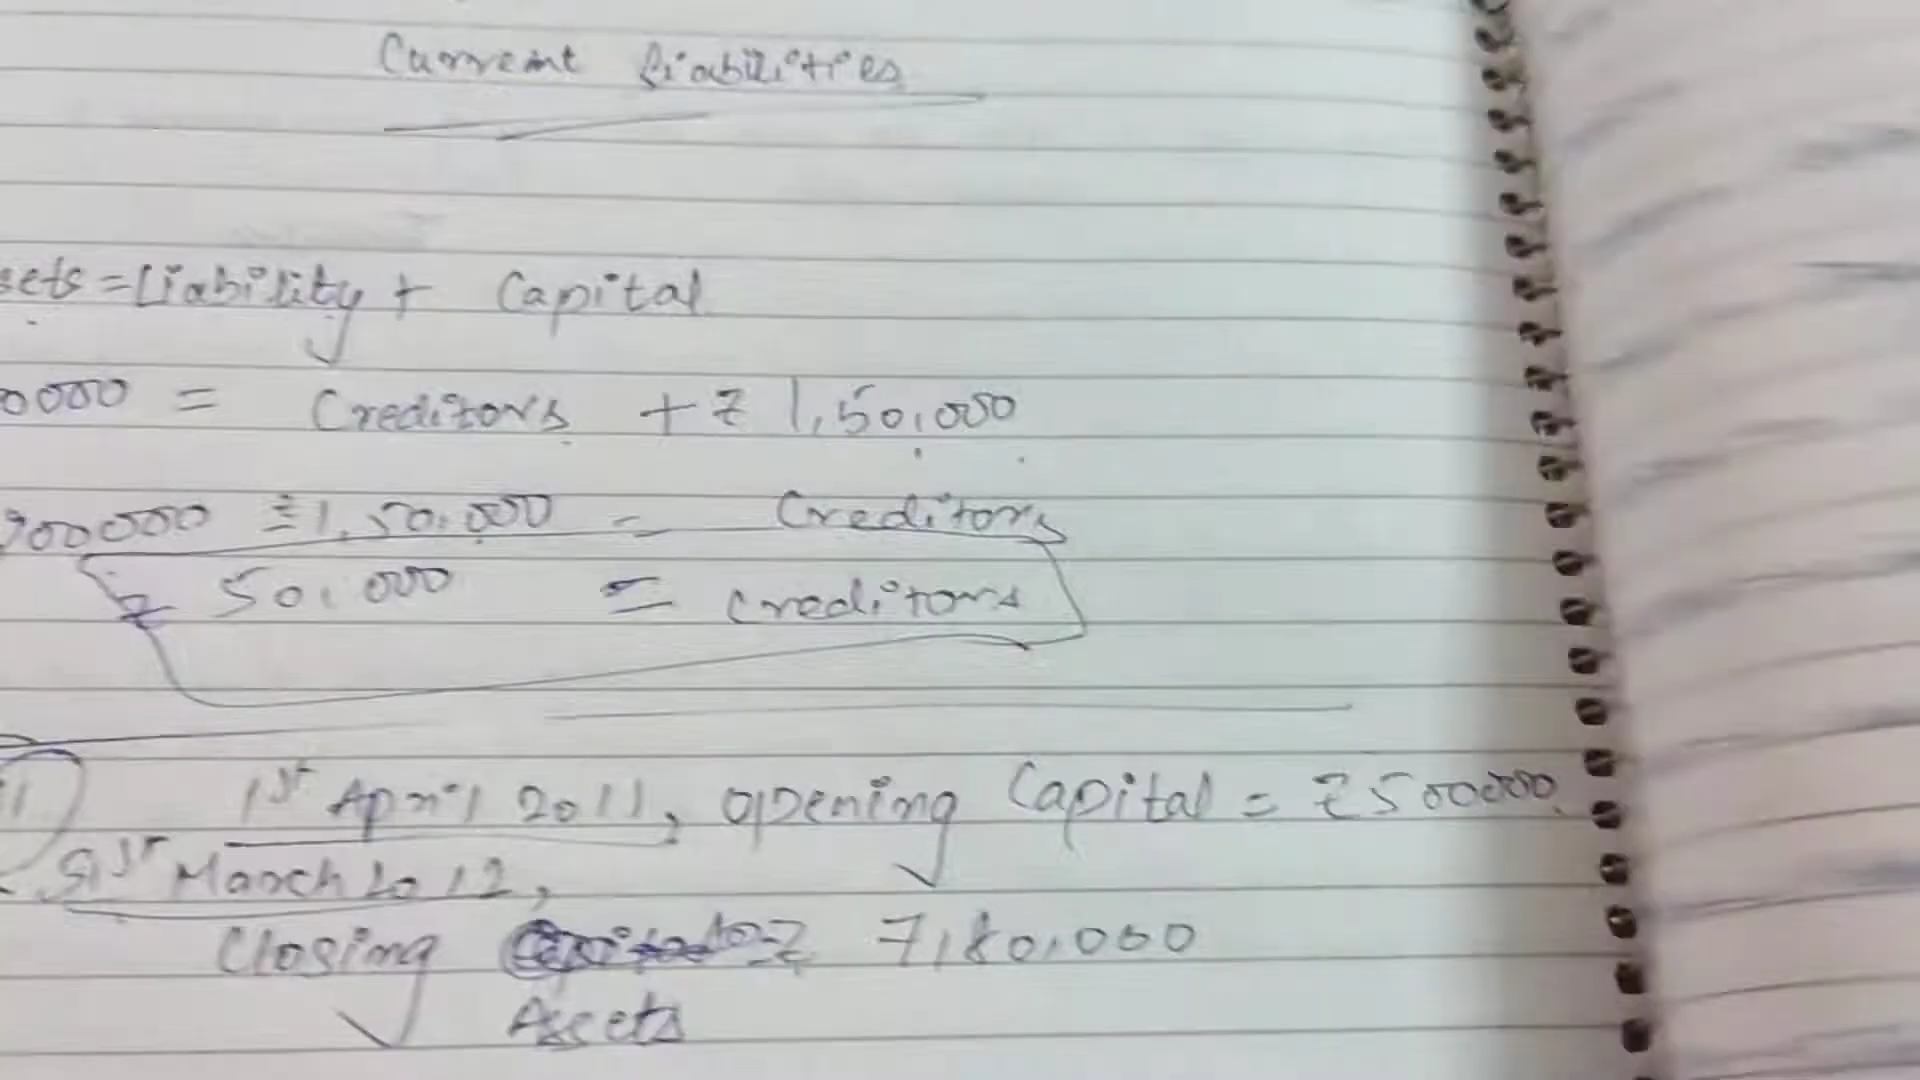 Current liabilities
sets = Liability + Capital
0000 = Creditors + ₹ 1,50,000
200000 - ₹1,50,000 = Creditors
₹ 50,000 = creditors
1st April 2011, opening Capital = ₹500000
31st March 2012,
Closing 7,80,000
Assets